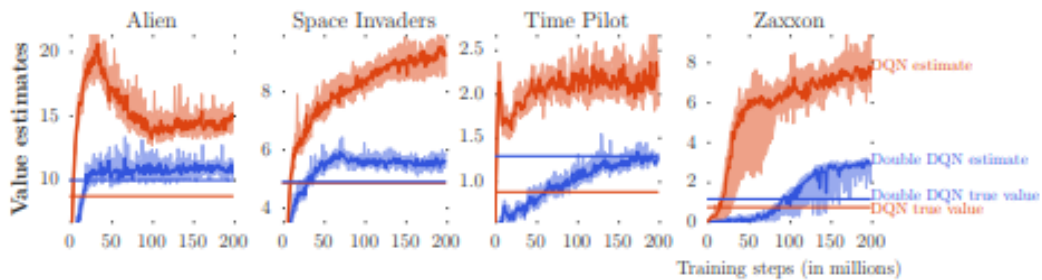 Alien
Space Invaders
Time Pilot
Zaxxon
Value estimates
20
15
10
0 50 100 150 200
8
6
4
0 50 100 150 200
2.5
2.0
1.5
1.0
0 50 100 150 200
8
6
4
2
0
0 50 100 150 200
DQN estimate
Double DQN estimate
Double DQN true value
DQN true value
Training steps (in millions)